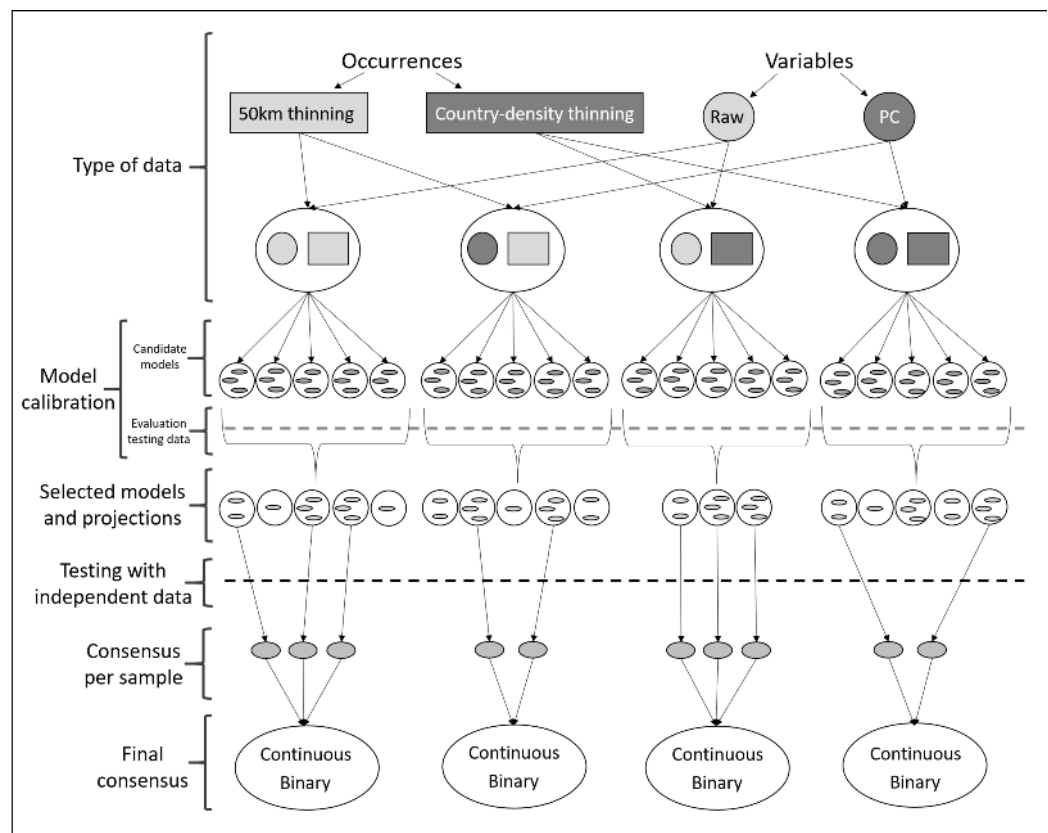 Occurrences
Variables
50km thinning
Country-density thinning
Raw
PC
Type of data
Model
calibration
Candidate
models
Evaluation
testing data
Selected models
and projections
Testing with
independent data
Consensus
per sample
Final
consensus
Continuous
Binary
Continuous
Binary
Continuous
Binary
Continuous
Binary